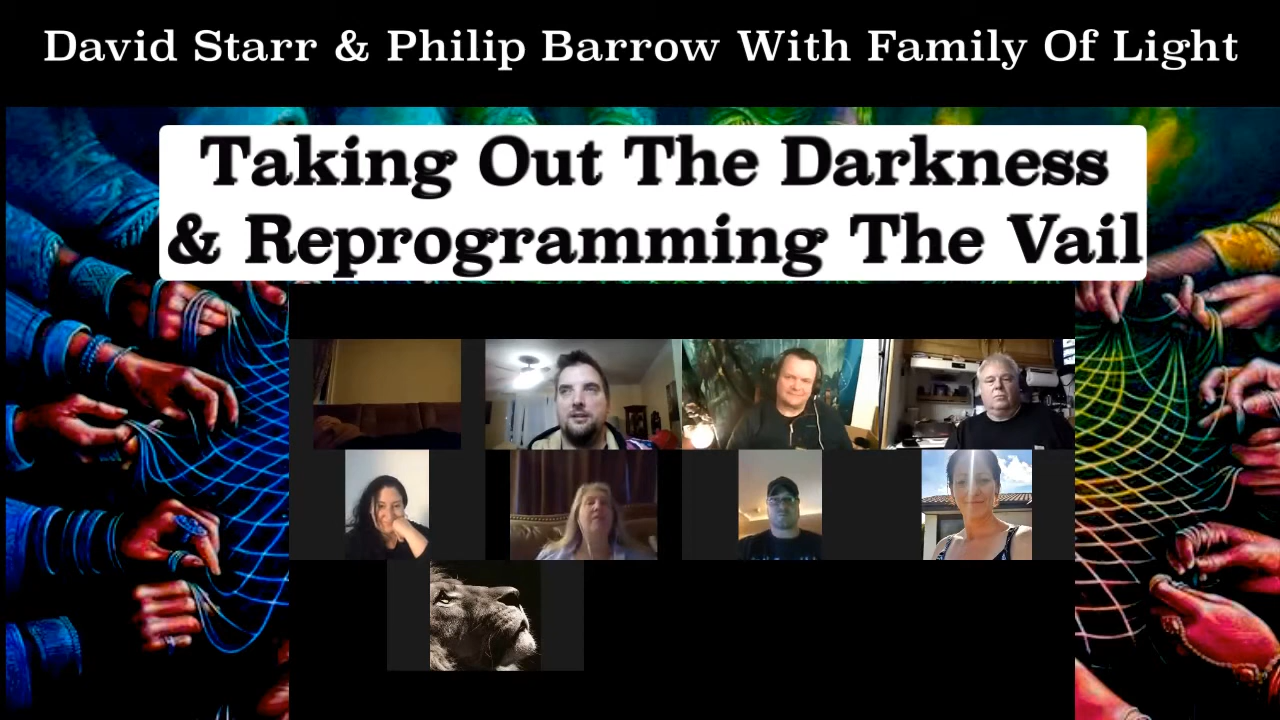 David Starr & Philip Barrow With Family Of Light
Taking Out The Darkness
& Reprogramming The Vail